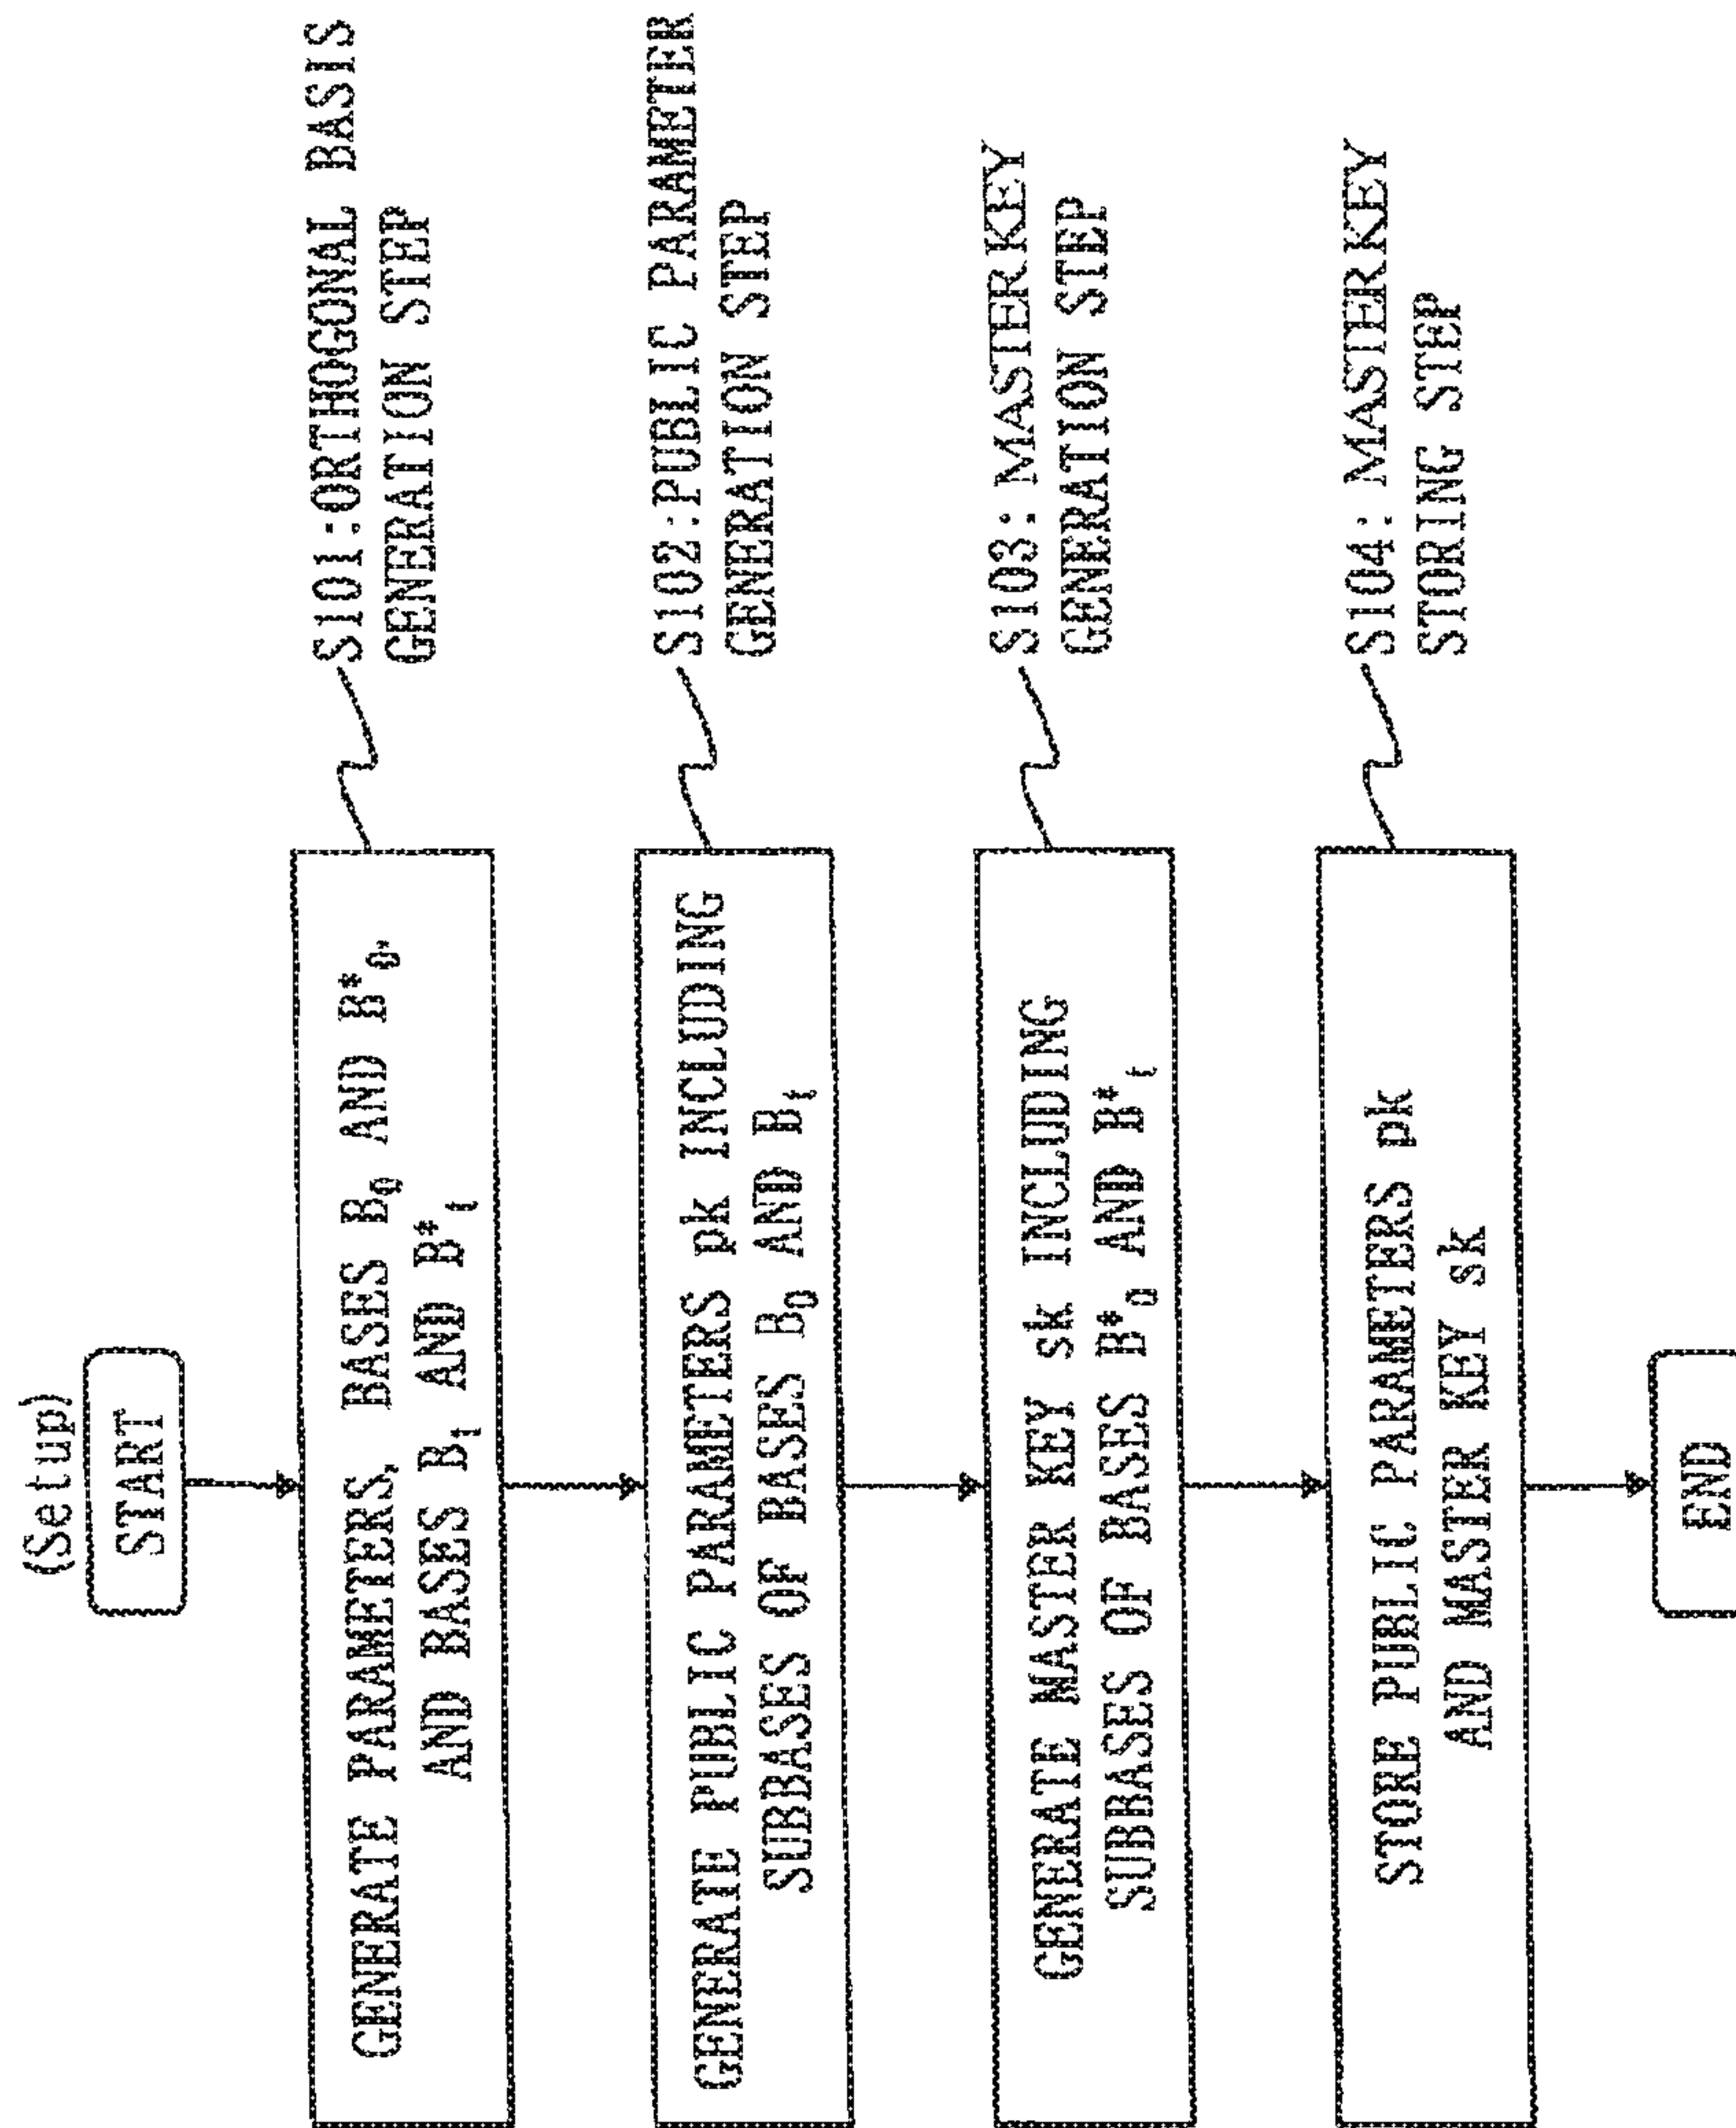 (Setup)
START
GENERATE PARAMETERS, BASES B₀ AND B*₀,
AND BASES Bₜ AND B*ₜ
S101:ORTHOGONAL BASIS
GENERATION STEP
GENERATE PUBLIC PARAMETERS pk INCLUDING
SUBBASES OF BASES B₀ AND Bₜ
S102:PUBLIC PARAMETER
GENERATION STEP
GENERATE MASTER KEY sk INCLUDING
SUBBASES OF BASES B*₀ AND B*ₜ
S103: MASTER KEY
GENERATION STEP
STORE PUBLIC PARAMETERS pk
AND MASTER KEY sk
S104: MASTER KEY
STORING STEP
END